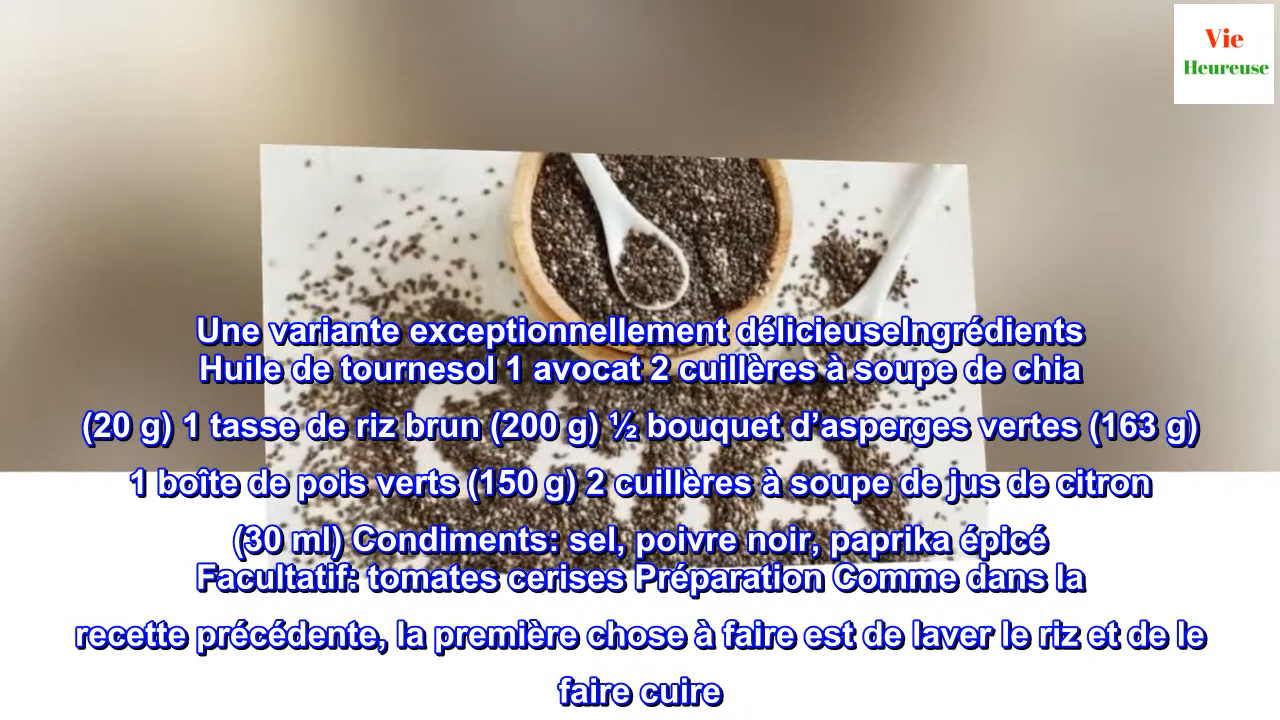 Vie
Heureuse
Une variante exceptionnellement délicieuseIngrédients
Huile de tournesol 1 avocat 2 cuillères à soupe de chia
(20 g) 1 tasse de riz brun (200 g) ½ bouquet d’asperges vertes (163 g)
1 boîte de pois verts (150 g) 2 cuillères à soupe de jus de citron
(30 ml) Condiments: sel, poivre noir, paprika épicé
Facultatif: tomates cerises Préparation Comme dans la
recette précédente, la première chose à faire est de laver le riz et de le
faire cuire
CHIA